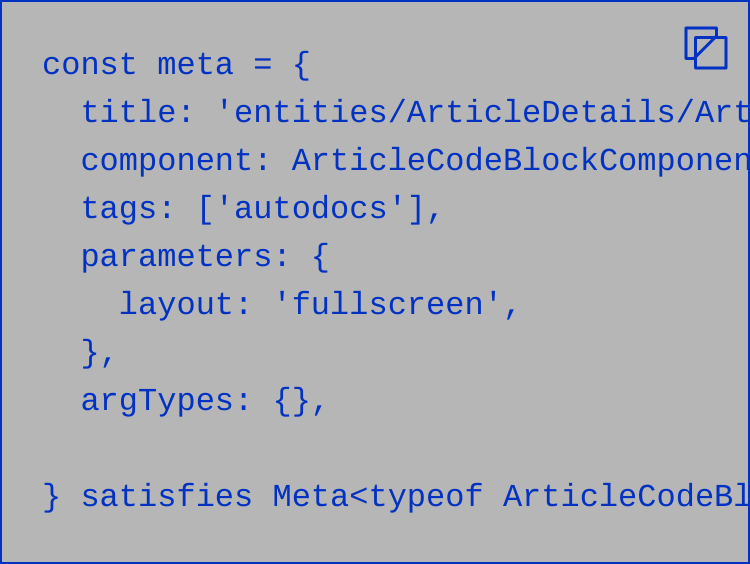 const meta = {
  title: 'entities/ArticleDetails/Art
  component: ArticleCodeBlockComponen
  tags: ['autodocs'],
  parameters: {
    layout: 'fullscreen',
  },
  argTypes: {},
} satisfies Meta<typeof ArticleCodeBl